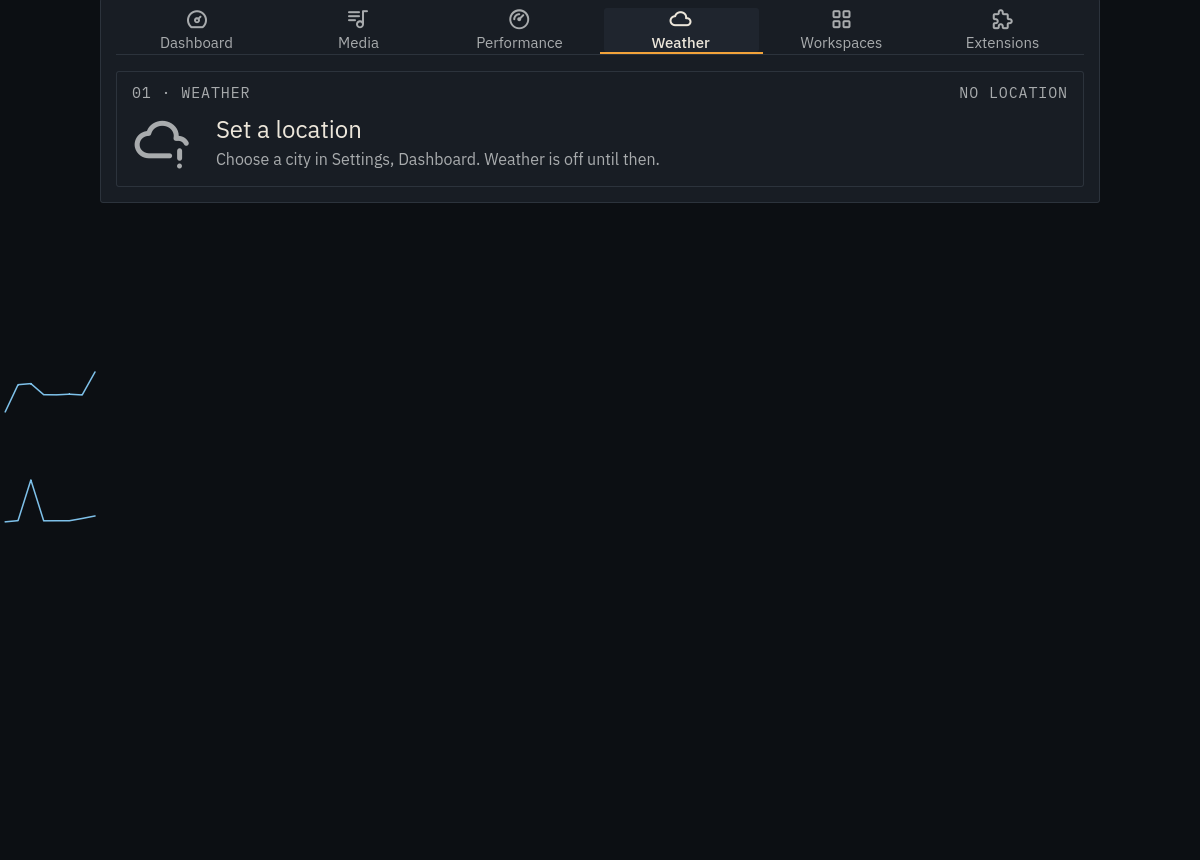 Dashboard
Media
Performance
Weather
Workspaces
Extensions
01 · WEATHER
NO LOCATION
Set a location
Choose a city in Settings, Dashboard. Weather is off until then.